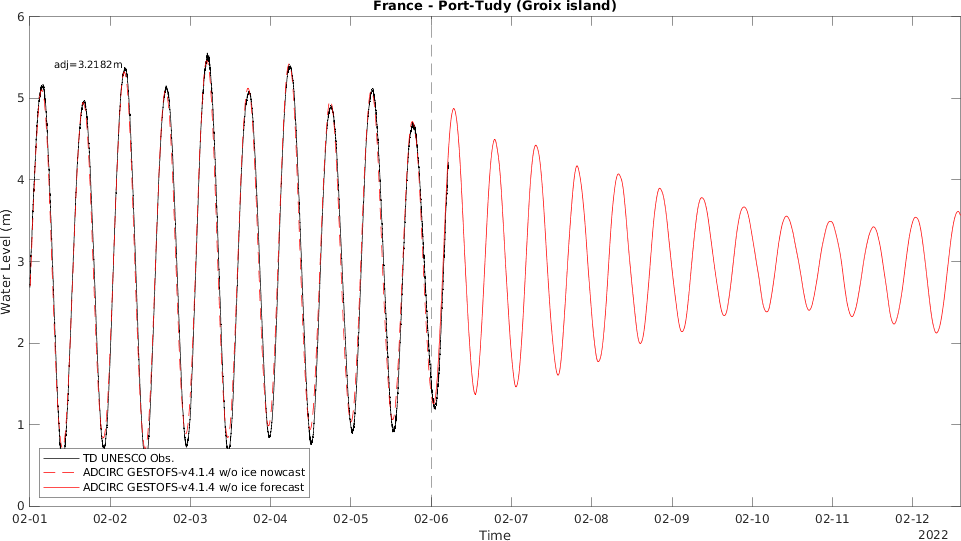 France - Port-Tudy (Groix island)
adj=3.2182m
Water Level (m)
6
5
4
3
2
1
0
TD UNESCO Obs.
ADCIRC GESTOFS-v4.1.4 w/o ice nowcast
ADCIRC GESTOFS-v4.1.4 w/o ice forecast
02-01 02-02 02-03 02-04 02-05 02-06 02-07 02-08 02-09 02-10 02-11 02-12
Time
2022